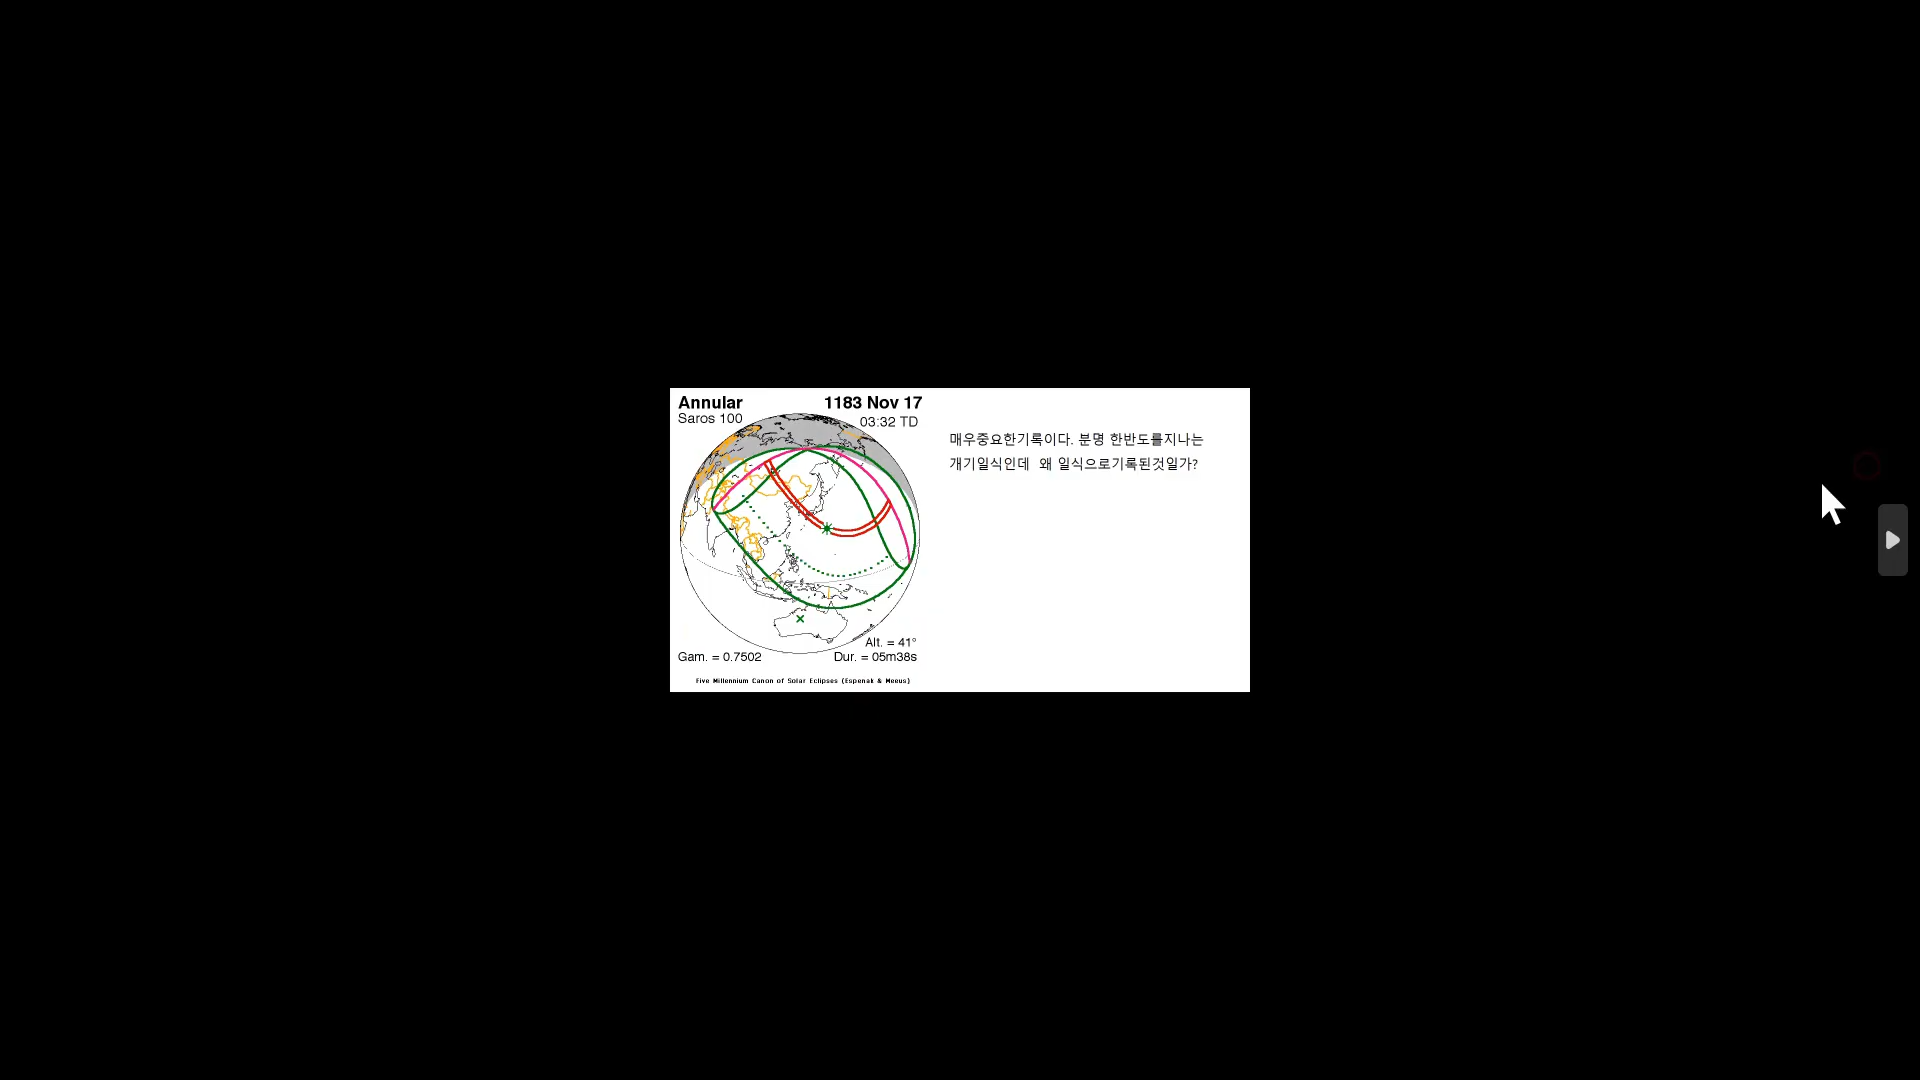 Annular
1183 Nov 17
Saros 100
03:32 TD
매우중요한기록이다. 분명 한반도를지나는
개기일식인데  왜 일식으로기록된것일가?
Alt. = 41°
Gam. = 0.7502
Dur. = 05m38s
Five Millennium Canon of Solar Eclipses (Espenak & Meeus)